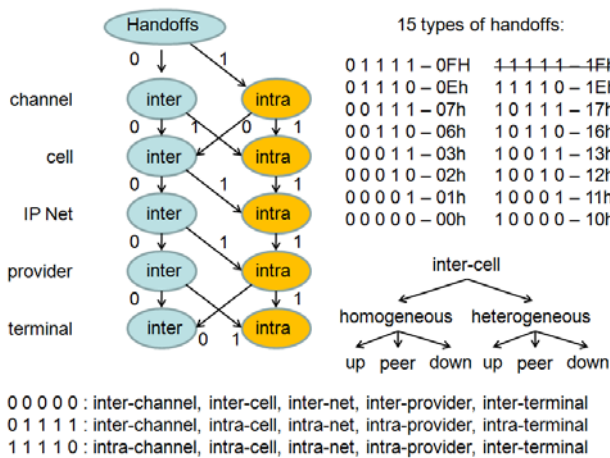 Handoffs
15 types of handoffs:
0 1
0 1 1 1 1 – 0FH 1 1 1 1 1 – 1Fh
channel inter intra
0 1 1 1 0 – 0Eh 1 1 1 1 0 – 1Eh
0 1 0 1
0 0 1 1 1 – 07h 1 0 1 1 1 – 17h
0 0 1 1 0 – 06h 1 0 1 1 0 – 16h
cell inter intra
0 0 0 1 1 – 03h 1 0 0 1 1 – 13h
0 1 1
0 0 0 1 0 – 02h 1 0 0 1 0 – 12h
0 0 0 0 1 – 01h 1 0 0 0 1 – 11h
IP Net inter intra
0 0 0 0 0 – 00h 1 0 0 0 0 – 10h
0 1 1
inter-cell
provider inter intra
0 1
homogeneous heterogeneous
terminal inter intra
0 1
up peer down up peer down
0 0 0 0 0 : inter-channel, inter-cell, inter-net, inter-provider, inter-terminal
0 1 1 1 1 : inter-channel, intra-cell, intra-net, intra-provider, intra-terminal
1 1 1 1 0 : intra-channel, intra-cell, intra-net, intra-provider, inter-terminal